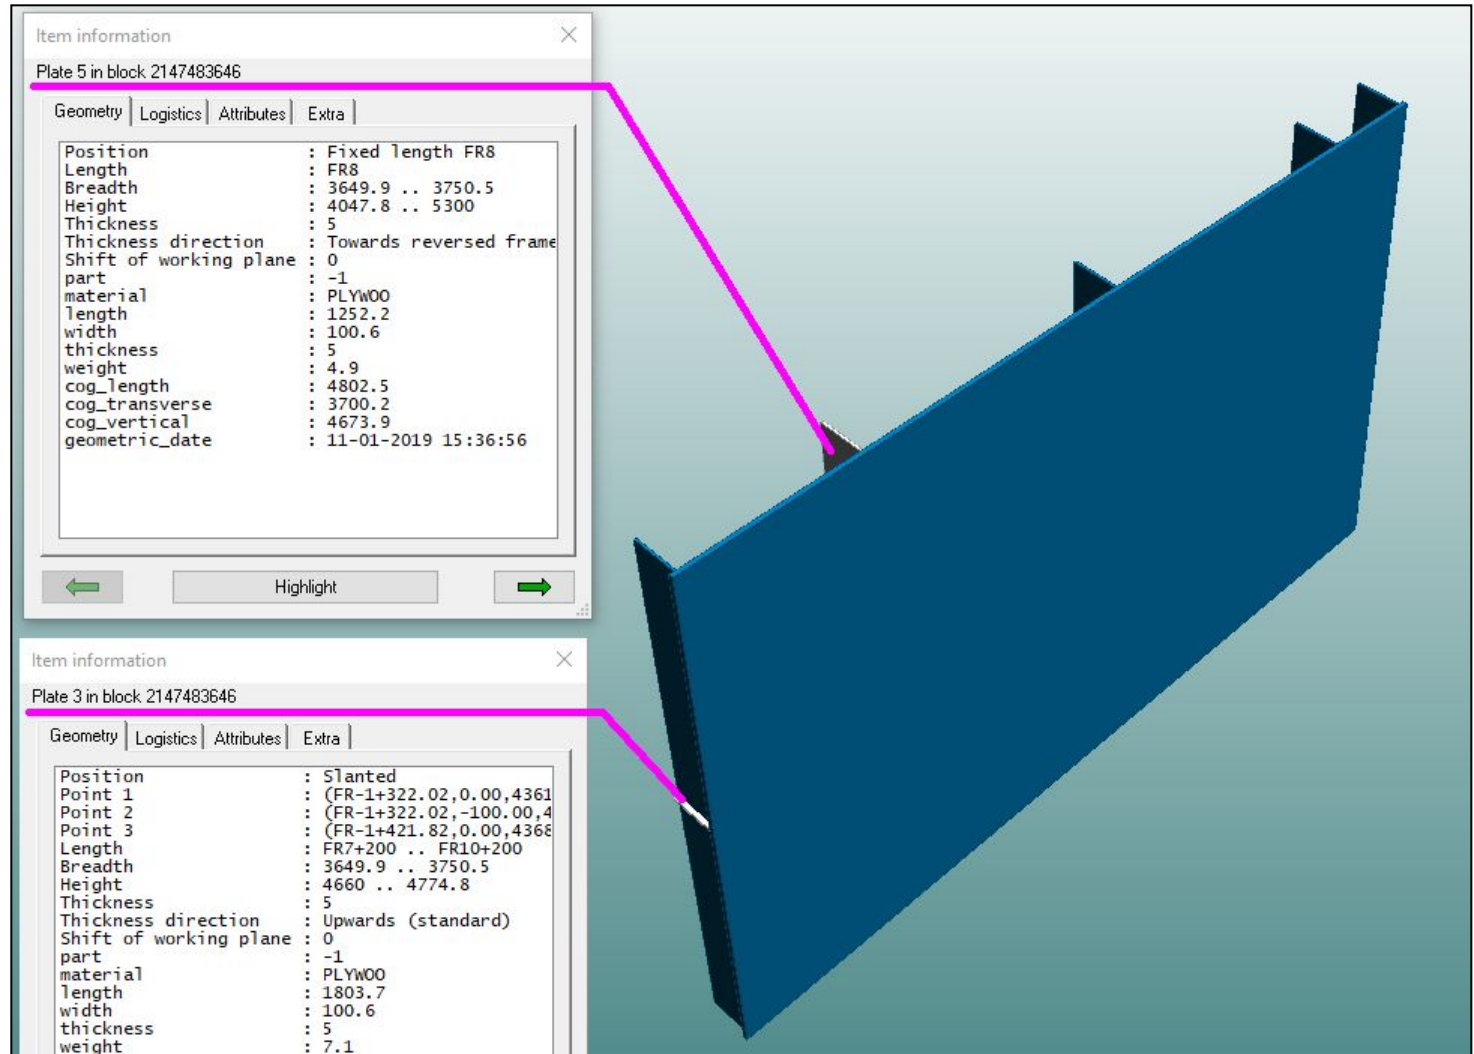 Item information
Plate 5 in block 2147483646
Geometry Logistics Attributes Extra
Position : Fixed length FR8
Length : FR8
Breadth : 3649.9 .. 3750.5
Height : 4047.8 .. 5300
Thickness : 5
Thickness direction : Towards reversed frame
Shift of working plane : 0
part : -1
material : PLYWOO
length : 1252.2
width : 100.6
thickness : 5
weight : 4.9
cog_length : 4802.5
cog_transverse : 3700.2
cog_vertical : 4673.9
geometric_date : 11-01-2019 15:36:56
Highlight
Item information
Plate 3 in block 2147483646
Geometry Logistics Attributes Extra
Position : Slanted
Point 1 : (FR-1+322.02,0.00,4361
Point 2 : (FR-1+322.02,-100.00,4
Point 3 : (FR-1+421.82,0.00,4368
Length : FR7+200 .. FR10+200
Breadth : 3649.9 .. 3750.5
Height : 4660 .. 4774.8
Thickness : 5
Thickness direction : Upwards (standard)
Shift of working plane : 0
part : -1
material : PLYWOO
length : 1803.7
width : 100.6
thickness : 5
weight : 7.1